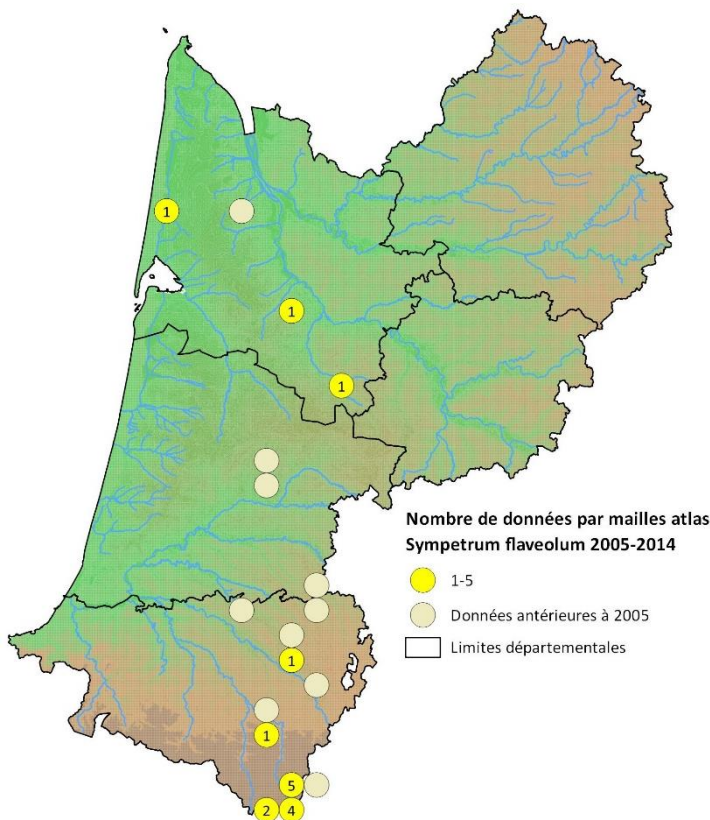 1
1
1
Nombre de données par mailles atlas
Sympetrum flaveolum 2005-2014
1-5
Données antérieures à 2005
Limites départementales
1
1
5
2 4